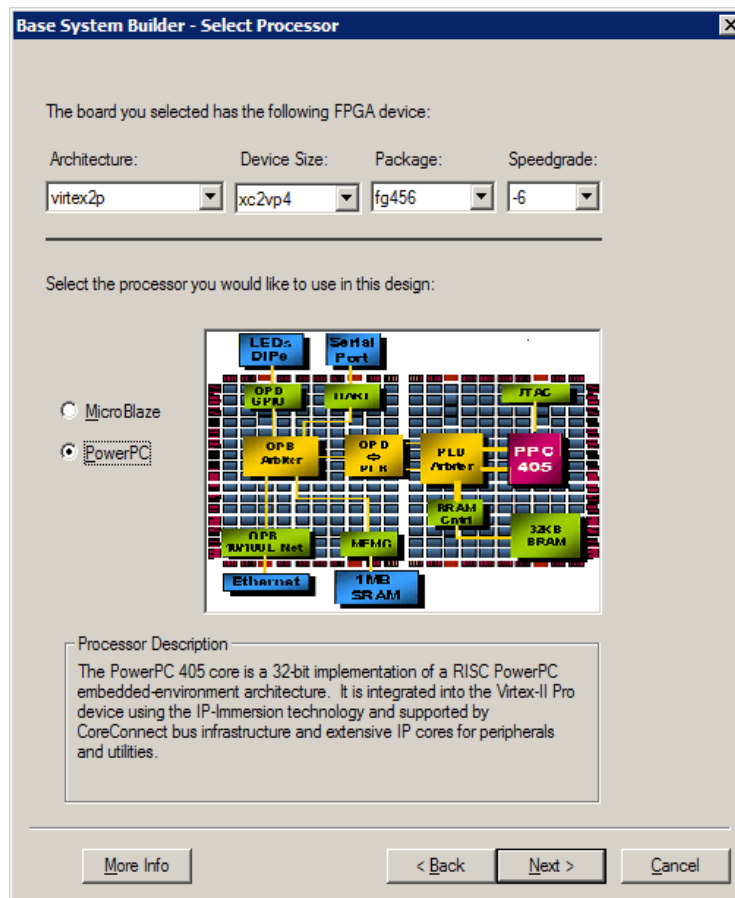 Base System Builder - Select Processor
The board you selected has the following FPGA device:
Architecture: Device Size: Package: Speedgrade:
virtex2p xc2vp4 fg456 -6
Select the processor you would like to use in this design:
MicroBlaze
PowerPC
LEDs
DIPs
Serial
Port
GPIO
UART
JTAG
OPB
Arbiter
Arbiter
PPC
405
BRAM
Cntrl
OPB
10/100E Net
32KB
BRAM
Ethernet
1MB
SRAM
Processor Description
The PowerPC 405 core is a 32-bit implementation of a RISC PowerPC
embedded-environment architecture. It is integrated into the Virtex-II Pro
device using the IP-Immersion technology and supported by
CoreConnect bus infrastructure and extensive IP cores for peripherals
and utilities.
More Info < Back Next > Cancel